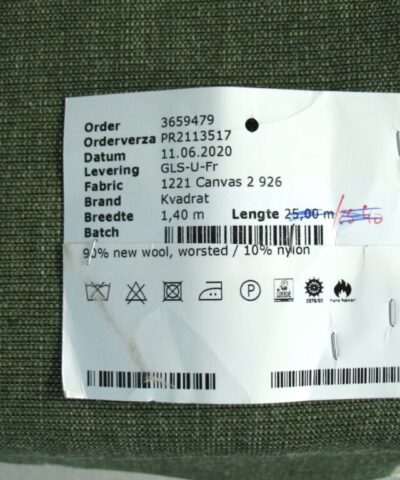 Order 3659479
Orderverza PR2113517
Datum 11.06.2020
Levering GLS-U-Fr
Fabric 1221 Canvas 2 926
Brand Kvadrat
Breedte 1,40 m Lengte 25,00 m
Batch
90% new wool, worsted / 10% nylon
P